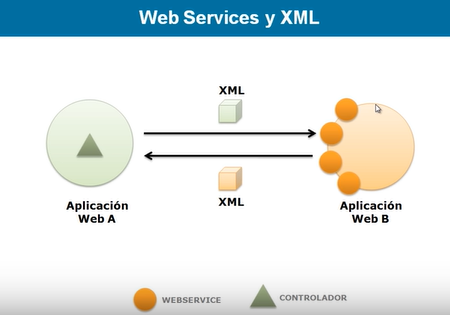 Web Services y XML
XML
XML
Aplicación
Web A
Aplicación
Web B
WEBSERVICE
CONTROLADOR